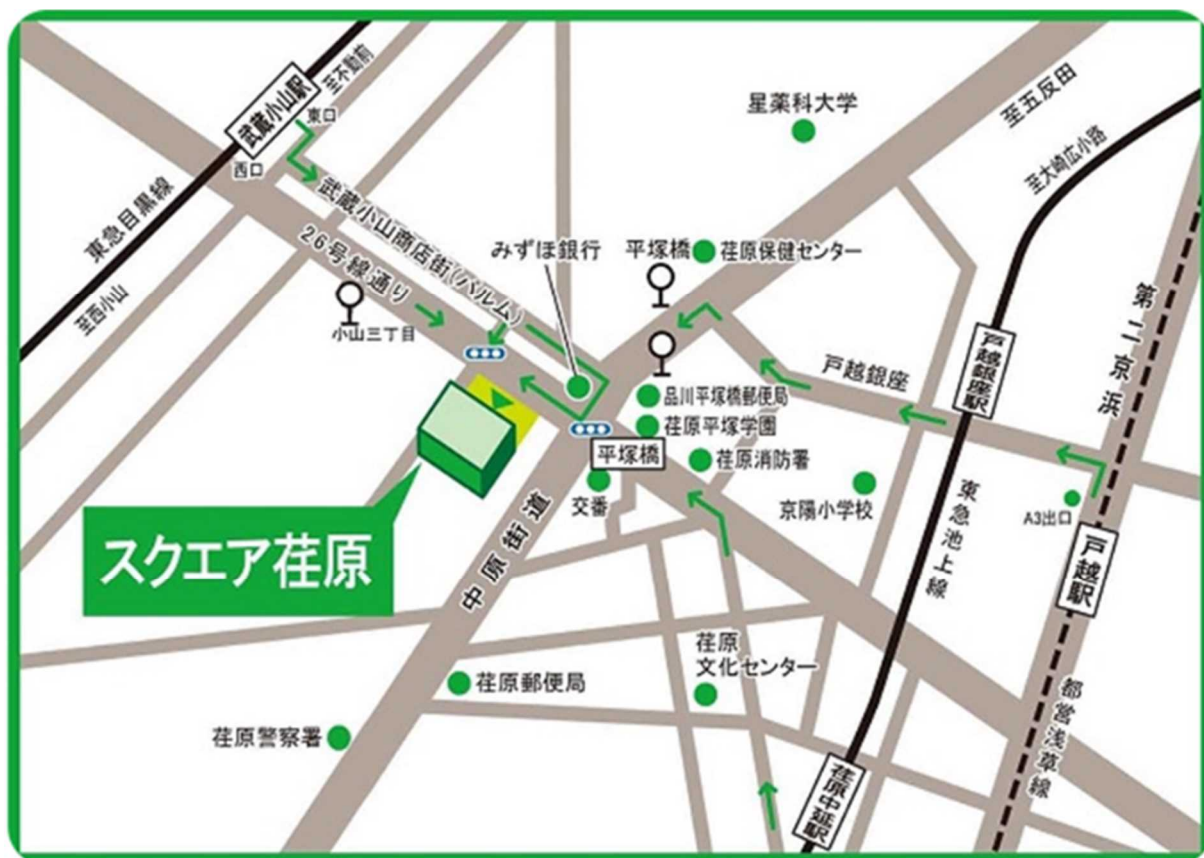 至不動前
武蔵小山駅
東口
西口
東急目黒線
至西小山
武蔵小山商店街(パルム)
26号線通り
小山三丁目
みずほ銀行
星薬科大学
至五反田
至大崎広小路
平塚橋
荏原保健センター
第二京浜
戸越銀座駅
戸越銀座
品川平塚橋郵便局
荏原平塚学園
平塚橋
荏原消防署
交番
京陽小学校
A3出口
戸越駅
東急池上線
スクエア荏原
中原街道
荏原
文化センター
荏原郵便局
荏原警察署
都営浅草線
荏原中延駅